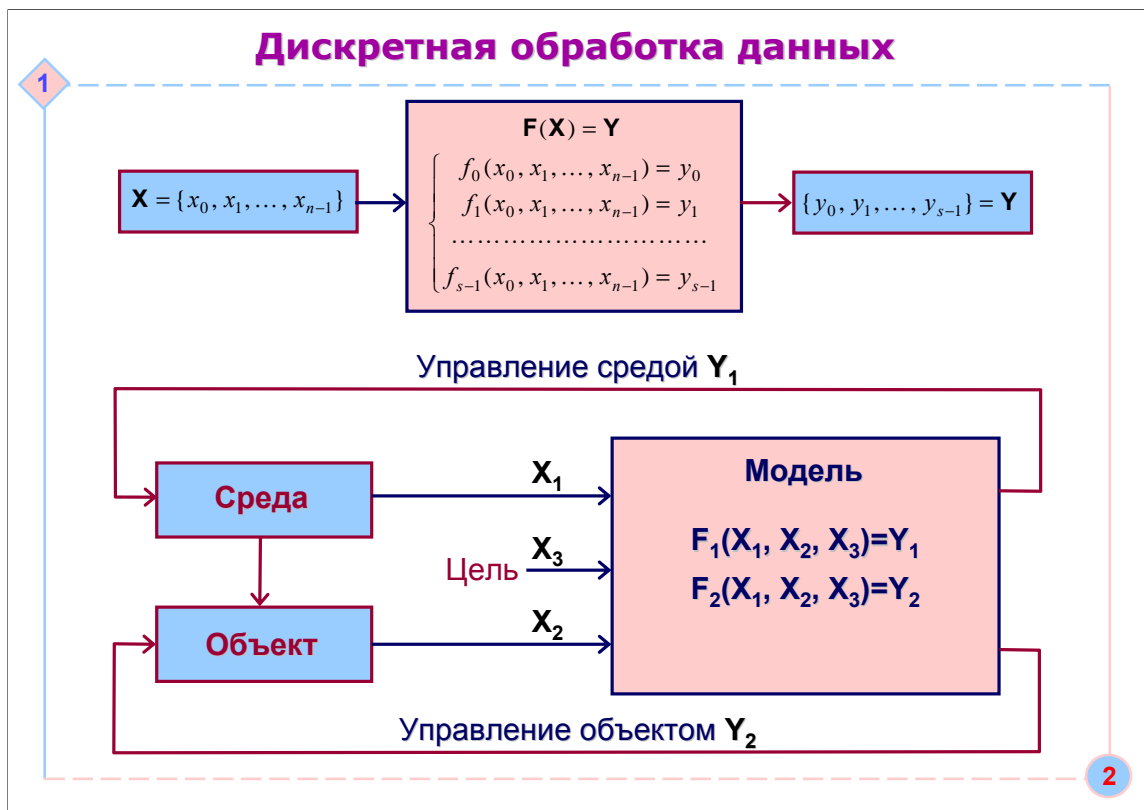 Дискретная обработка данных
1
F(X) = Y
X = {x₀, x₁, …, xₙ₋₁}
f₀(x₀, x₁, …, xₙ₋₁) = y₀
f₁(x₀, x₁, …, xₙ₋₁) = y₁
…………………………
fₛ₋₁(x₀, x₁, …, xₙ₋₁) = yₛ₋₁
{y₀, y₁, …, yₛ₋₁} = Y
Управление средой Y₁
Среда
X₁
Цель
X₃
Объект
X₂
Модель
F₁(X₁, X₂, X₃)=Y₁
F₂(X₁, X₂, X₃)=Y₂
Управление объектом Y₂
2